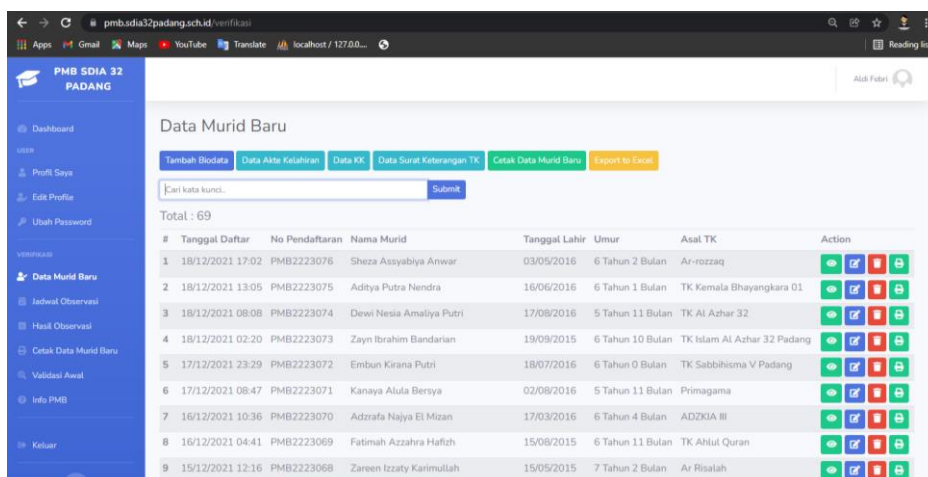 pmb.sdia32padang.sch.id/verifikasi
Apps Gmail Maps YouTube Translate localhost / 127.0.0.... Reading lis
PMB SDIA 32
PADANG
Aldi Febri
Dashboard
USER
Profil Saya
Edit Profile
Ubah Password
VERIFIKASI
Data Murid Baru
Jadwal Observasi
Hasil Observasi
Cetak Data Murid Baru
Validasi Awal
Info PMB
Keluar
Data Murid Baru
Tambah Biodata Data Akte Kelahiran Data KK Data Surat Keterangan TK Cetak Data Murid Baru Export to Excel
Cari kata kunci.. Submit
Total : 69
# Tanggal Daftar No Pendaftaran Nama Murid Tanggal Lahir Umur Asal TK Action
1 18/12/2021 17:02 PMB2223076 Sheza Assyabiya Anwar 03/05/2016 6 Tahun 2 Bulan Ar-rozzaq
2 18/12/2021 13:05 PMB2223075 Aditya Putra Nendra 16/06/2016 6 Tahun 1 Bulan TK Kemala Bhayangkara 01
3 18/12/2021 08:08 PMB2223074 Dewi Nesia Amaliya Putri 17/08/2016 5 Tahun 11 Bulan TK AL Azhar 32
4 18/12/2021 02:20 PMB2223073 Zayn Ibrahim Bandarian 19/09/2015 6 Tahun 10 Bulan TK Islam Al Azhar 32 Padang
5 17/12/2021 23:29 PMB2223072 Embun Kirana Putri 18/07/2016 6 Tahun 0 Bulan TK Sabbihisma V Padang
6 17/12/2021 08:47 PMB2223071 Kanaya Alula Bersya 02/08/2016 5 Tahun 11 Bulan Primagama
7 16/12/2021 10:36 PMB2223070 Adzrafa Najya El Mizan 17/03/2016 6 Tahun 4 Bulan ADZKIA III
8 16/12/2021 04:41 PMB2223069 Fatimah Azzahra Hafizh 15/08/2015 6 Tahun 11 Bulan TK Ahlul Quran
9 15/12/2021 12:16 PMB2223068 Zareen Izzaty Karimullah 15/05/2015 7 Tahun 2 Bulan Ar Risalah